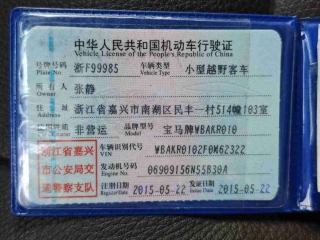 中华人民共和国机动车行驶证
Vehicle License of the People's Republic of China
号牌号码 浙F99985 车辆类型 小型越野客车
Plate No. Vehicle Type
所有人 张静
Owner
住址 浙江省嘉兴市南湖区民丰一村514幢103室
Address
使用性质 非营运 品牌型号 宝马牌WBAKR010
浙江省嘉兴
市公安局交
通警察支队
车辆识别代号 WBAKR0102F0M62322
VIN
发动机号码 06909156N55B30A
Engine No.
注册日期 2015-05-22 发证日期 2015-05-22
Register Date Issue Date